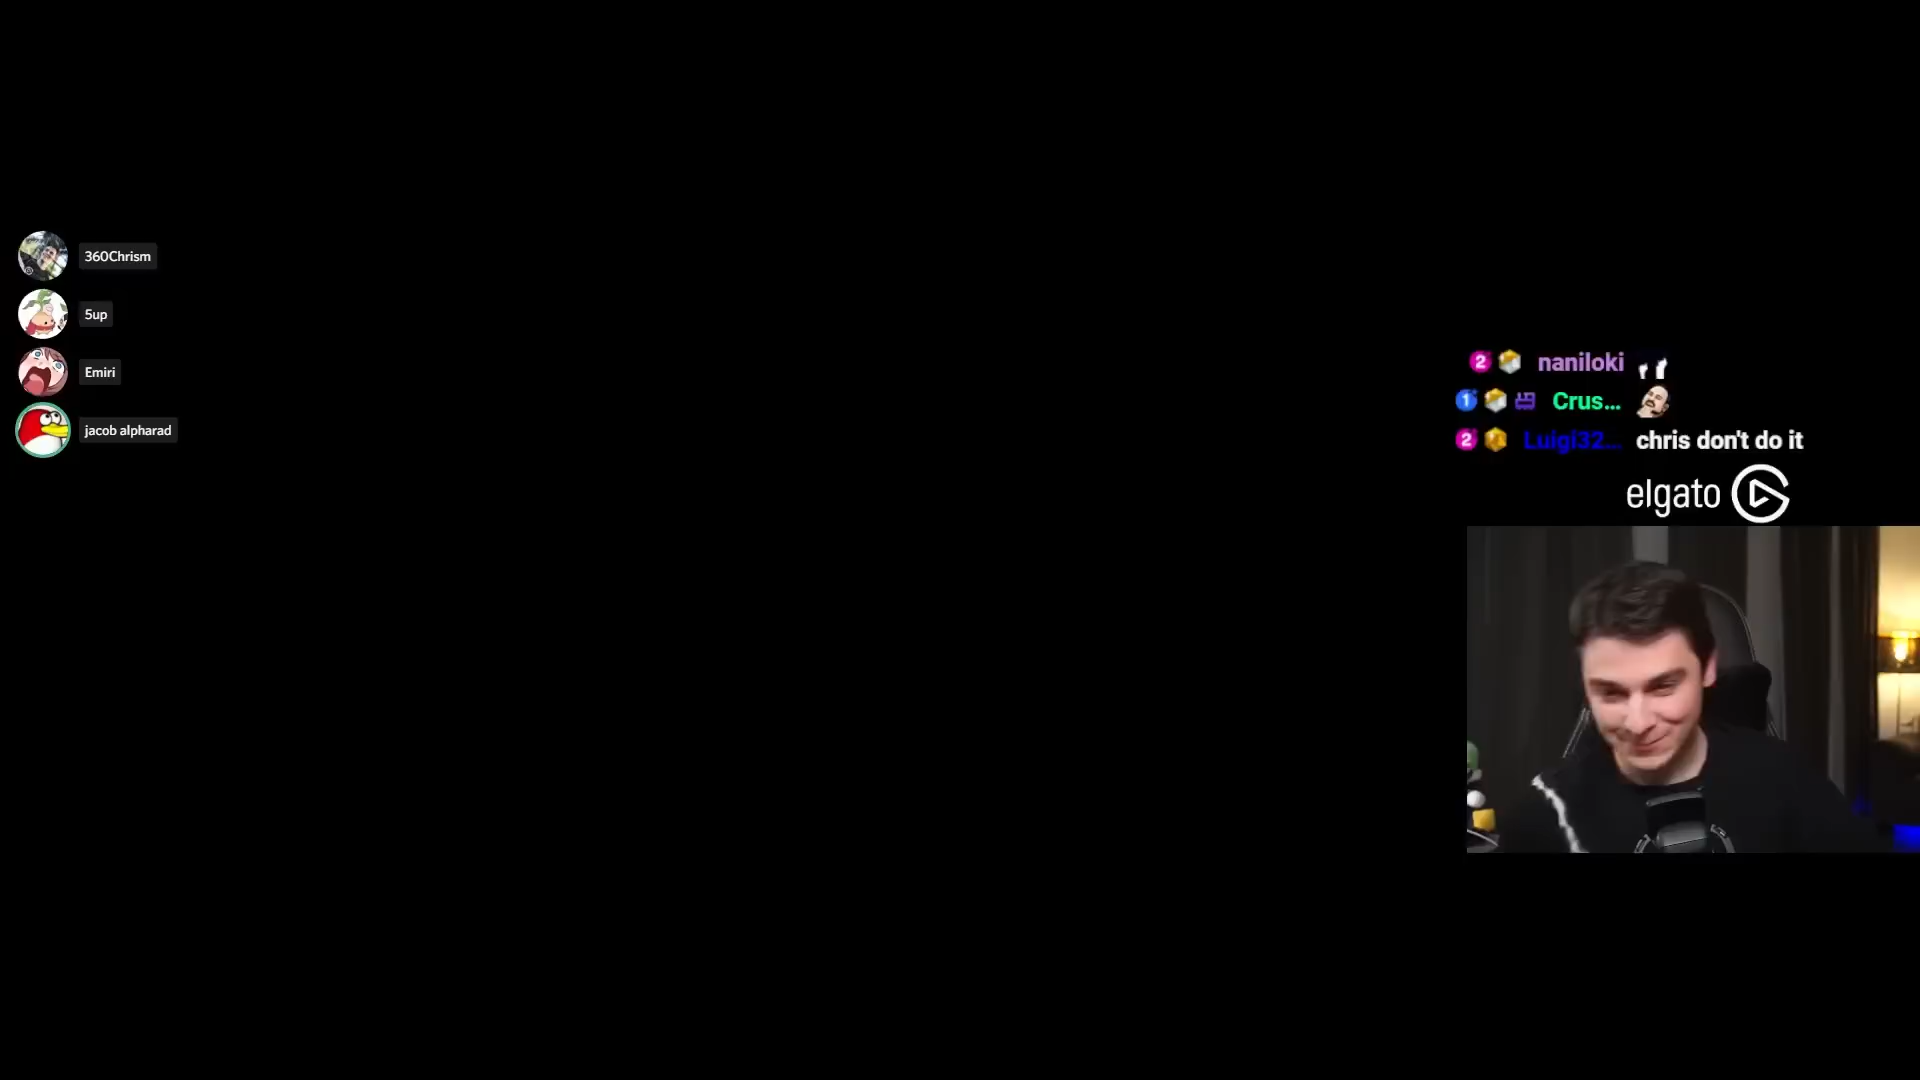 360Chrism
5up
Emiri
jacob alpharad
2 naniloki
1 Crus...
2 Luigi32... chris don't do it
elgato